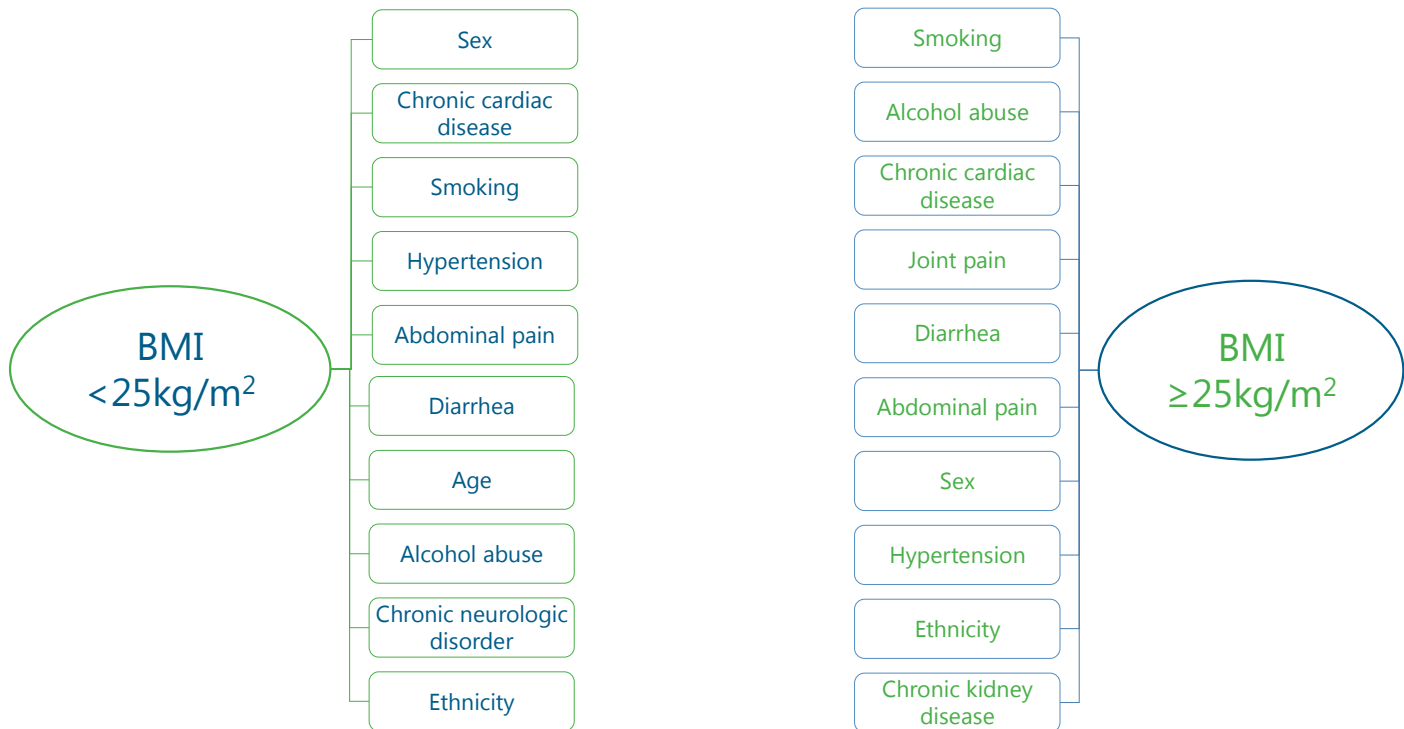 BMI
<25kg/m²
Sex
Chronic cardiac
disease
Smoking
Hypertension
Abdominal pain
Diarrhea
Age
Alcohol abuse
Chronic neurologic
disorder
Ethnicity
Smoking
Alcohol abuse
Chronic cardiac
disease
Joint pain
Diarrhea
Abdominal pain
Sex
Hypertension
Ethnicity
Chronic kidney
disease
BMI
≥25kg/m²